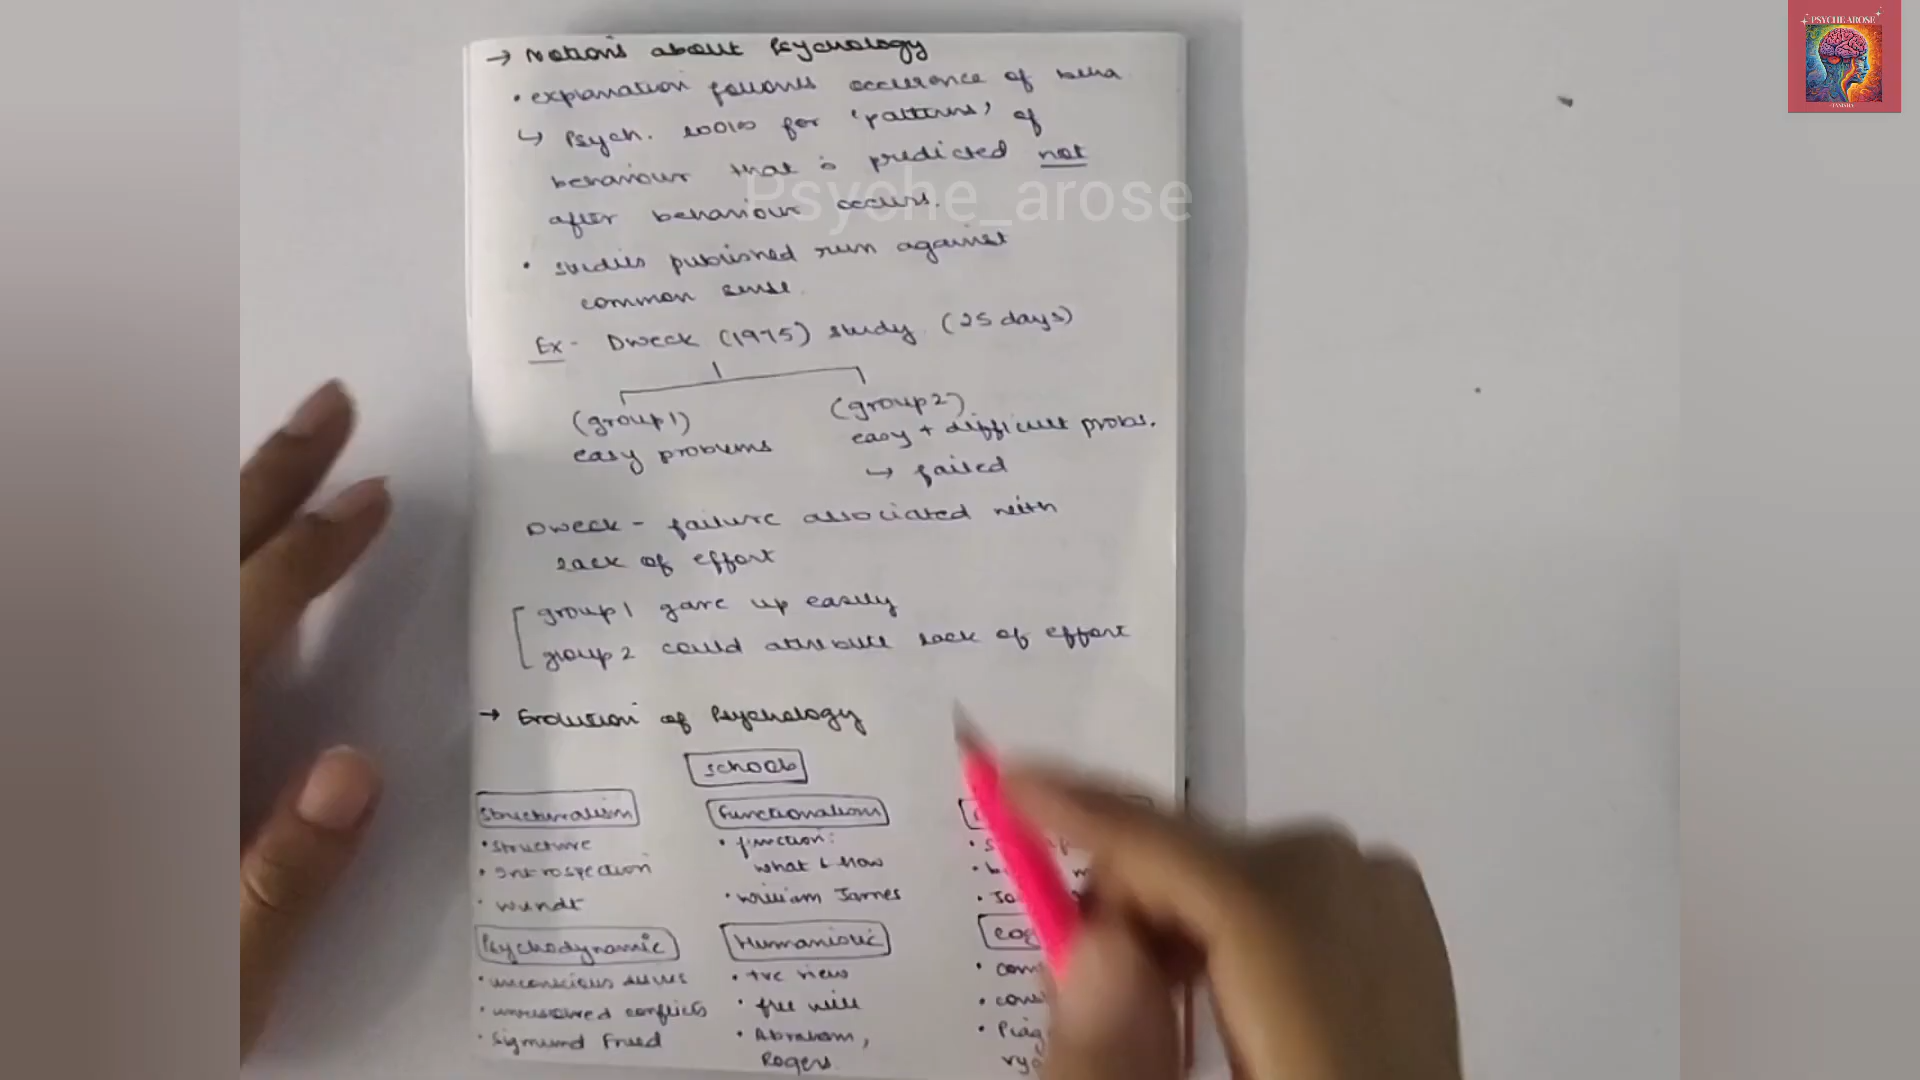 PSYCHE AROSE
Psyche_arose
→ Notions about Psychology
• explanation follows occurence of beha
↳ Psych. looks for 'patterns' of
behaviour that is predicted not
after behaviour occurs.
• studies published run against
common sense.
Ex - Dweck (1975) study (25 days)
(group 1)
easy problems
(group 2)
easy + difficult probs.
↳ failed
Dweck - failure associated with
lack of effort
group 1 gave up easily
group 2 could attribute lack of effort
→ Evolution of Psychology
Schools
Structuralism
• structure
• Introspection
• Wundt
Functionalism
• function:
what & how
• William James
Psychodynamic
• unconscious
• unresolved conflicts
• Sigmund Frued
Humanistic
• +ve view
• free will
• Abraham,
Rogers